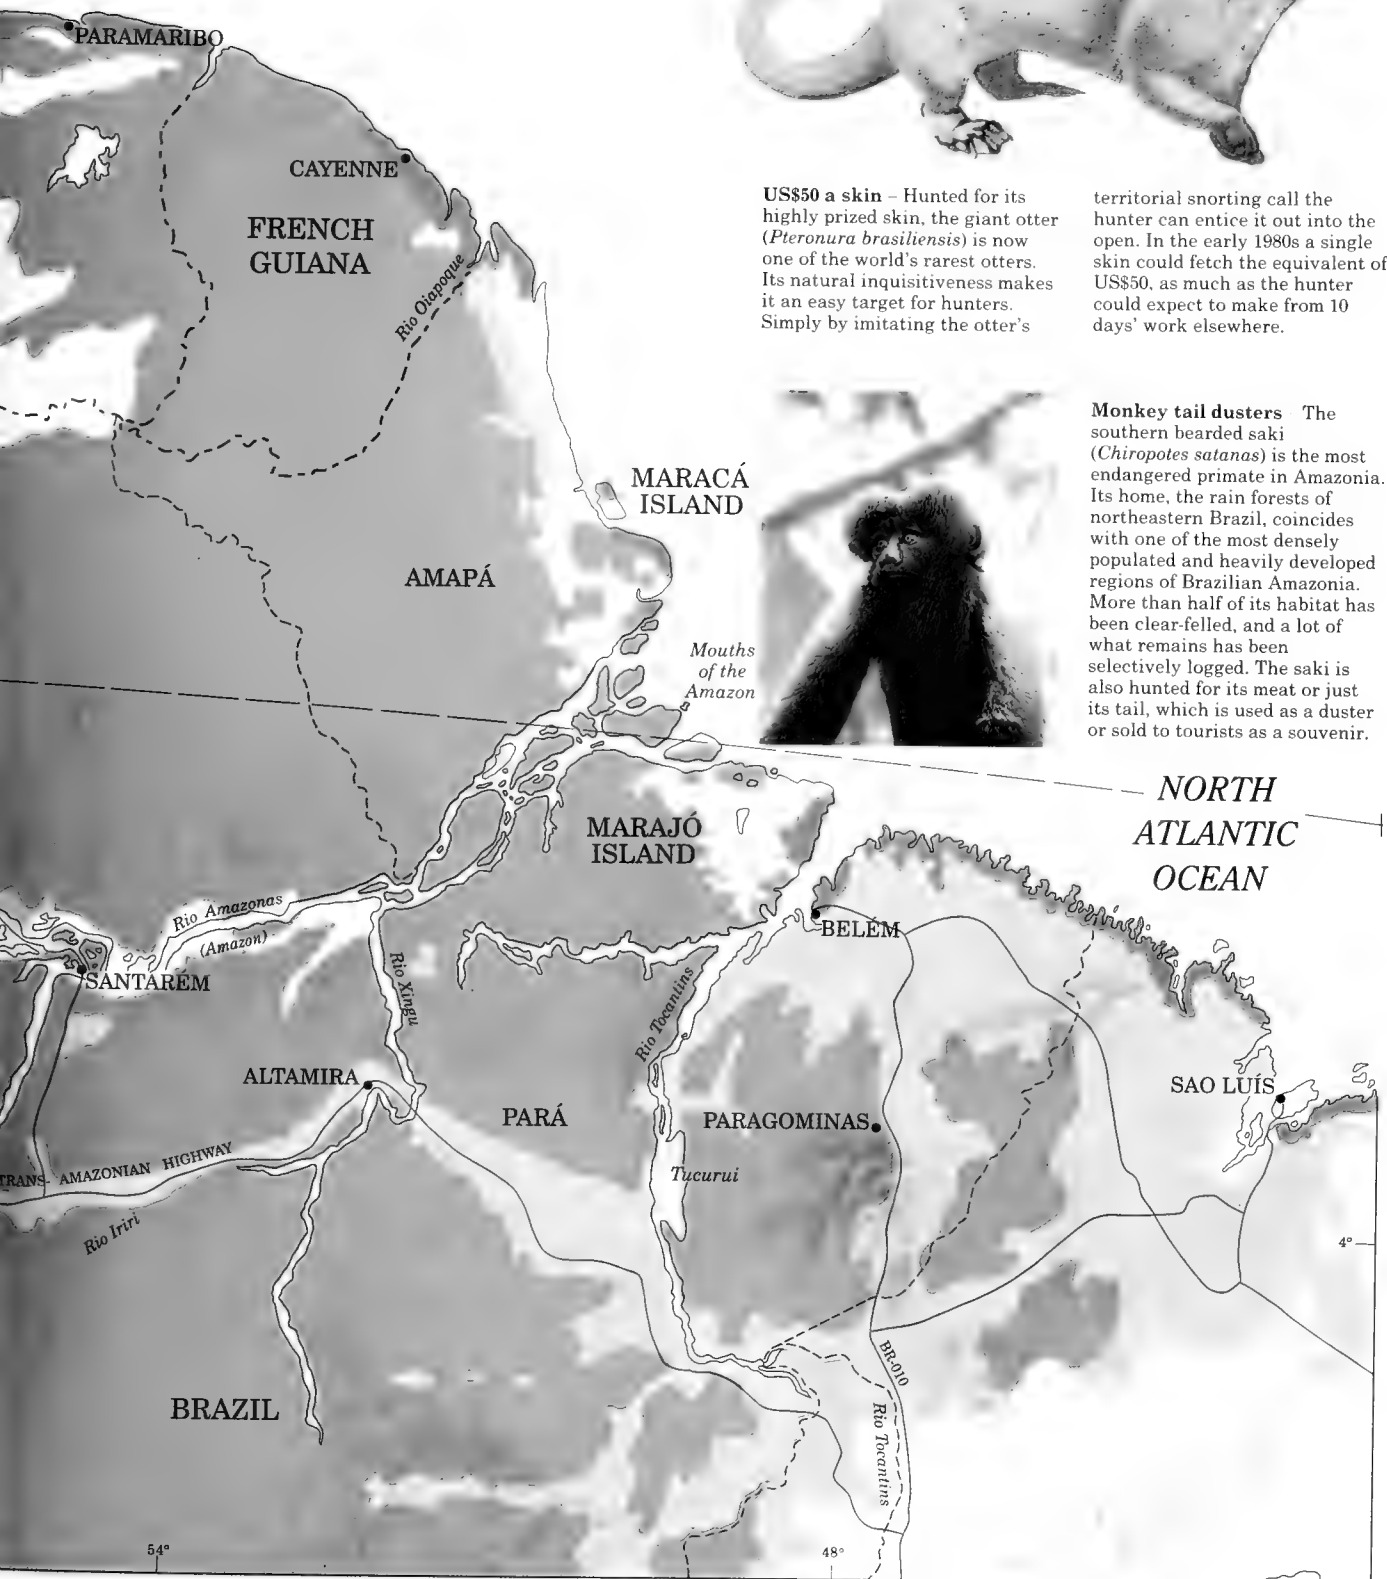 PARAMARIBO
CAYENNE
FRENCH
GUIANA
Rio Oiapoque
US$50 a skin – Hunted for its
highly prized skin, the giant otter
(Pteronura brasiliensis) is now
one of the world's rarest otters.
Its natural inquisitiveness makes
it an easy target for hunters.
Simply by imitating the otter's
territorial snorting call the
hunter can entice it out into the
open. In the early 1980s a single
skin could fetch the equivalent of
US$50, as much as the hunter
could expect to make from 10
days' work elsewhere.
Monkey tail dusters The
southern bearded saki
(Chiropotes satanas) is the most
endangered primate in Amazonia.
Its home, the rain forests of
northeastern Brazil, coincides
with one of the most densely
populated and heavily developed
regions of Brazilian Amazonia.
More than half of its habitat has
been clear-felled, and a lot of
what remains has been
selectively logged. The saki is
also hunted for its meat or just
its tail, which is used as a duster
or sold to tourists as a souvenir.
MARACÁ
ISLAND
AMAPÁ
Mouths
of the
Amazon
NORTH
ATLANTIC
OCEAN
MARAJÓ
ISLAND
Rio Amazonas
(Amazon)
BELÉM
SANTARÉM
Rio Xingu
Rio Tocantins
ALTAMIRA
SAO LUÍS
PARÁ
PARAGOMINAS
TRANS-AMAZONIAN HIGHWAY
Tucurui
Rio Iriri
4°
BR-010
BRAZIL
Rio Tocantins
54°
48°